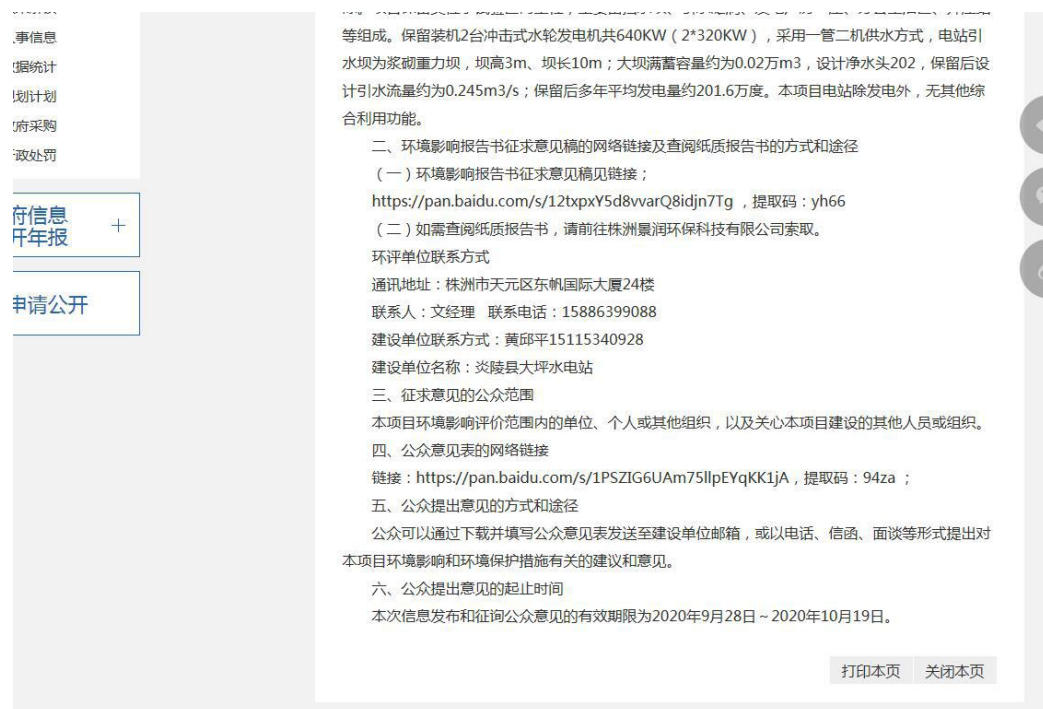 事信息
据统计
划计划
府采购
政处罚
府信息
开年报
+
申请公开
等组成。保留装机2台冲击式水轮发电机共640KW（2*320KW），采用一管二机供水方式，电站引
水坝为浆砌重力坝，坝高3m、坝长10m；大坝满蓄容量约为0.02万m3，设计净水头202，保留后设
计引水流量约为0.245m3/s；保留后多年平均发电量约201.6万度。本项目电站除发电外，无其他综
合利用功能。
二、环境影响报告书征求意见稿的网络链接及查阅纸质报告书的方式和途径
（一）环境影响报告书征求意见稿见链接；
https://pan.baidu.com/s/12txpxY5d8vvarQ8idjn7Tg ，提取码：yh66
（二）如需查阅纸质报告书，请前往株洲景润环保科技有限公司索取。
环评单位联系方式
通讯地址：株洲市天元区东帆国际大厦24楼
联系人：文经理 联系电话：15886399088
建设单位联系方式：黄邱平15115340928
建设单位名称：炎陵县大坪水电站
三、征求意见的公众范围
本项目环境影响评价范围内的单位、个人或其他组织，以及关心本项目建设的其他人员或组织。
四、公众意见表的网络链接
链接：https://pan.baidu.com/s/1PSZIG6UAm75llpEYqKK1jA，提取码：94za ；
五、公众提出意见的方式和途径
公众可以通过下载并填写公众意见表发送至建设单位邮箱，或以电话、信函、面谈等形式提出对
本项目环境影响和环境保护措施有关的建议和意见。
六、公众提出意见的起止时间
本次信息发布和征询公众意见的有效期限为2020年9月28日～2020年10月19日。
打印本页 关闭本页